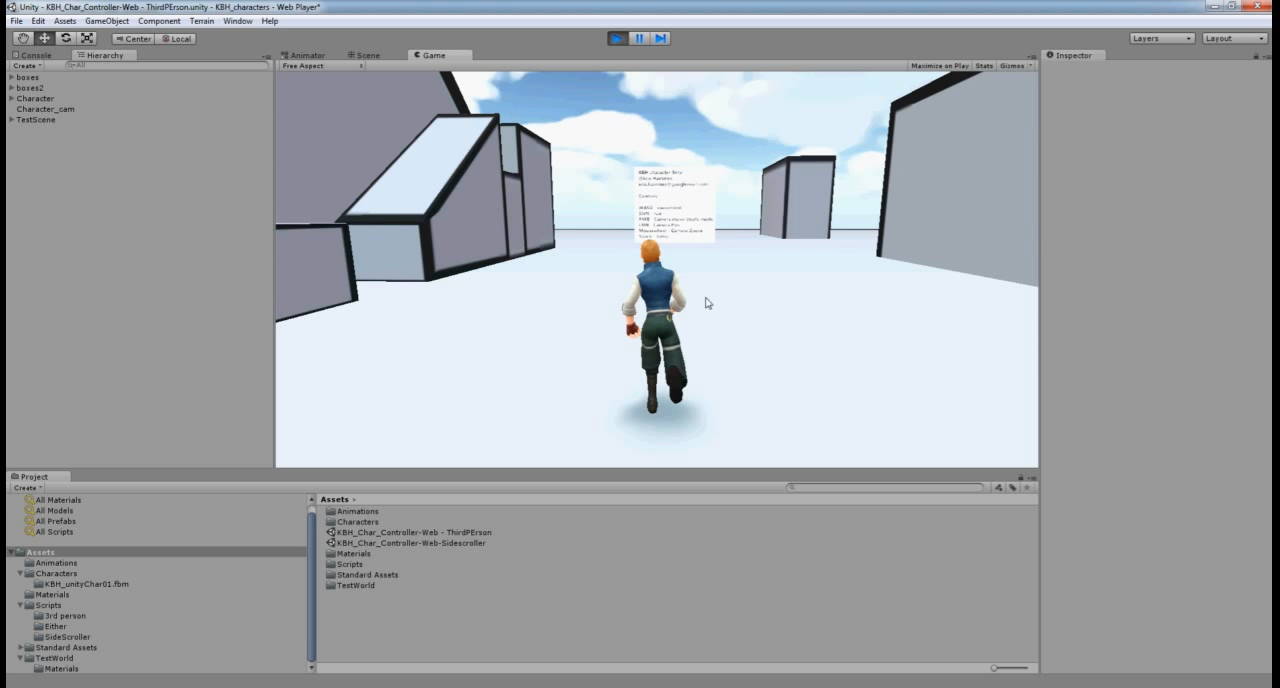 Unity - KBH_Char_Controller-Web - ThirdPErson.unity - KBH_characters - Web Player*
File Edit Assets GameObject Component Terrain Window Help
Center Local
Layers Layout
Console Hierarchy
Create All
boxes
boxes2
Character
Character_cam
TestScene
Animator Scene Game
Free Aspect
Maximize on Play Stats Gizmos
Inspector
Project
Create
All Materials
All Models
All Prefabs
All Scripts
Assets
Animations
Characters
KBH_unityChar01.fbm
Materials
Scripts
3rd person
Either
SideScroller
Standard Assets
TestWorld
Materials
Assets >
Animations
Characters
KBH_Char_Controller-Web - ThirdPErson
KBH_Char_Controller-Web-Sidescroller
Materials
Scripts
Standard Assets
TestWorld